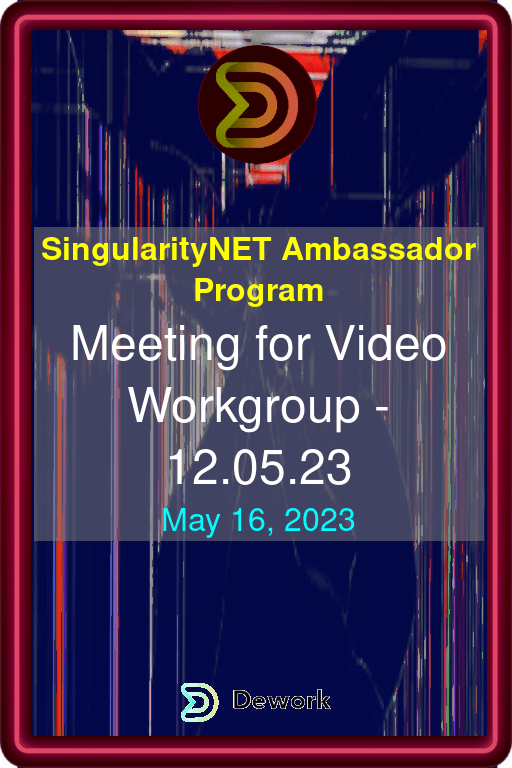 SingularityNET Ambassador
Program
Meeting for Video
Workgroup -
12.05.23
May 16, 2023
Dework